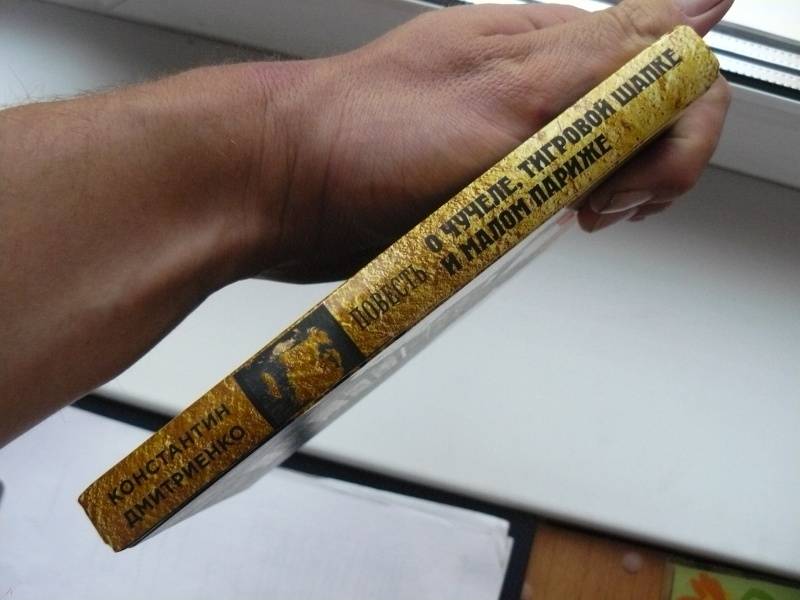 КОНСТАНТИН
ДМИТРИЕНКО
ПОВЕСТЬ
О ЧУЧЕЛЕ, ТИГРОВОЙ ШАПКЕ
И МАЛОМ ПАРИЖЕ